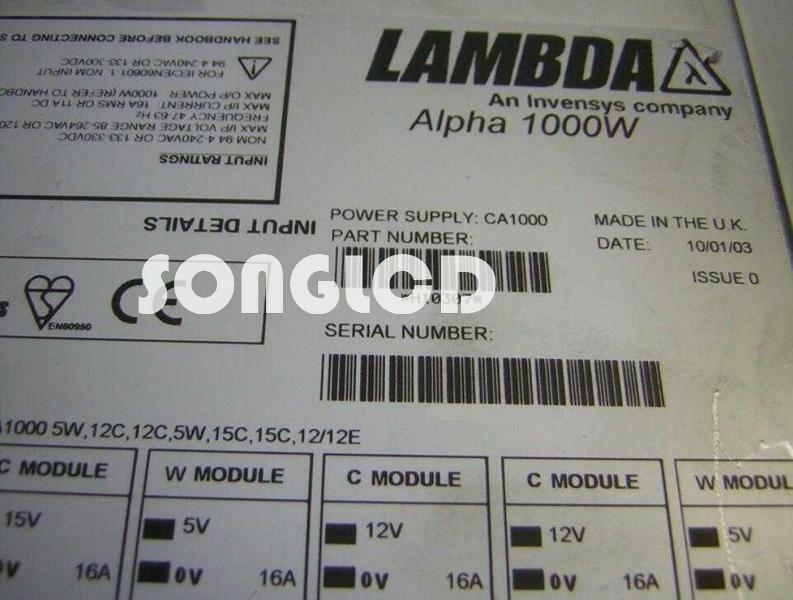 LAMBDA
An Invensys company
Alpha 1000W
SEE HANDBOOK BEFORE CONNECTING TO S
FOR IEC/EN60601-1, NOM INPUT
94.4-240VAC OR 133-300VDC
MAX O/P POWER 1000W (REFER TO HANDBO
MAX I/P CURRENT: 16A RMS OR 11A DC
FREQUENCY 47-63 Hz
MAX I/P VOLTAGE RANGE 85-264VAC OR 120
NOM 94.4-240VAC OR 133-330VDC
INPUT RATINGS
INPUT DETAILS
POWER SUPPLY: CA1000
MADE IN THE U.K.
PART NUMBER:
DATE: 10/01/03
*H10307*
ISSUE 0
SONGLCD
CE
EN60950
SERIAL NUMBER:
A1000 5W,12C,12C,5W,15C,15C,12/12E
C MODULE
W MODULE
C MODULE
C MODULE
W MODUL
15V
5V
12V
12V
5V
0V 16A
0V 16A
0V 16A
0V 16A
0V